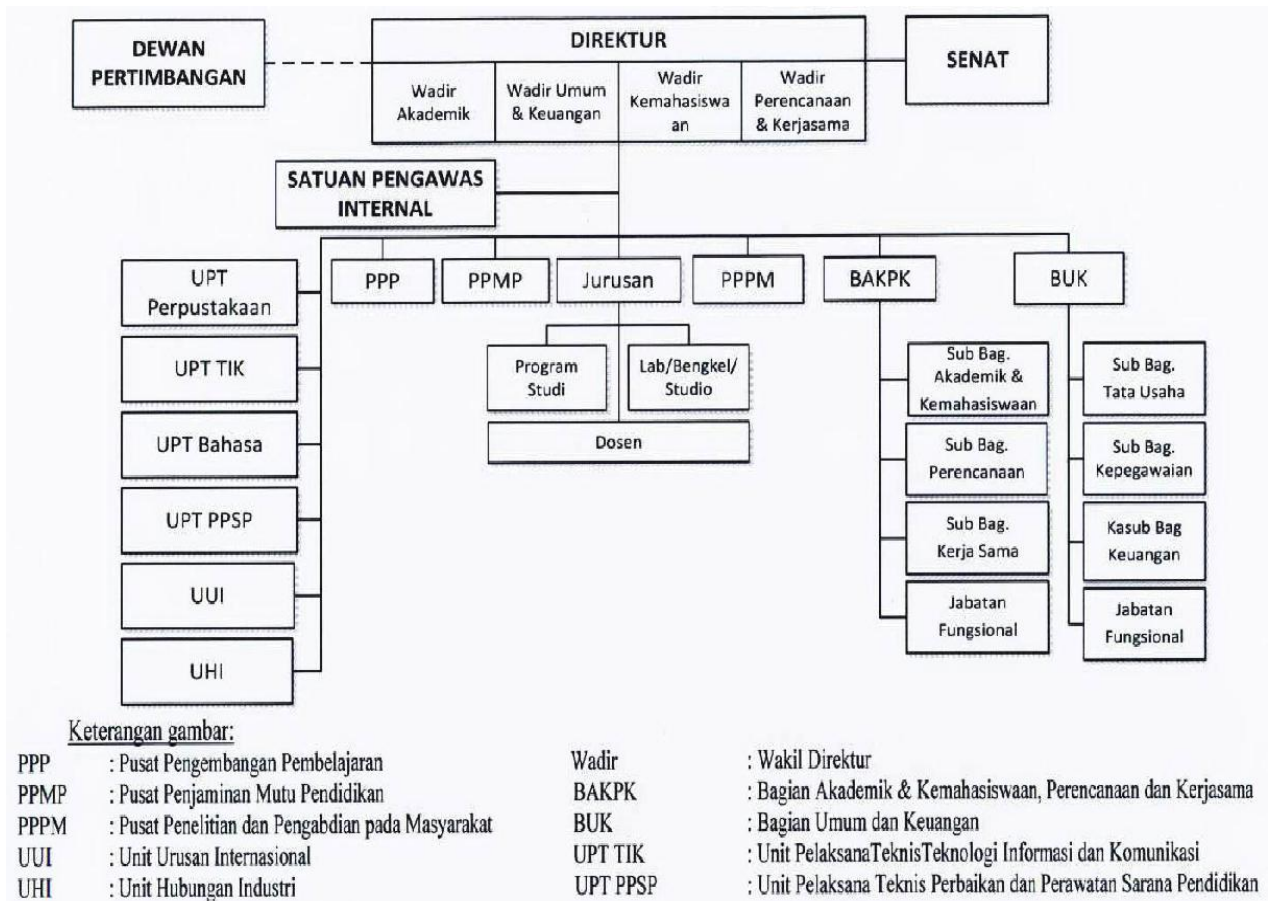 DEWAN
PERTIMBANGAN
DIREKTUR
Wadir
Akademik
Wadir Umum
& Keuangan
Wadir
Kemahasiswa
an
Wadir
Perencanaan
& Kerjasama
SENAT
SATUAN PENGAWAS
INTERNAL
UPT
Perpustakaan
UPT TIK
UPT Bahasa
UPT PPSP
UUI
UHI
PPP
PPMP
Jurusan
PPPM
BAKPK
BUK
Program
Studi
Lab/Bengkel/
Studio
Dosen
Sub Bag.
Akademik &
Kemahasiswaan
Sub Bag.
Perencanaan
Sub Bag.
Kerja Sama
Jabatan
Fungsional
Sub Bag.
Tata Usaha
Sub Bag.
Kepegawaian
Kasub Bag
Keuangan
Jabatan
Fungsional
Keterangan gambar:
PPP : Pusat Pengembangan Pembelajaran
PPMP : Pusat Penjaminan Mutu Pendidikan
PPPM : Pusat Penelitian dan Pengabdian pada Masyarakat
UUI : Unit Urusan Internasional
UHI : Unit Hubungan Industri
Wadir : Wakil Direktur
BAKPK : Bagian Akademik & Kemahasiswaan, Perencanaan dan Kerjasama
BUK : Bagian Umum dan Keuangan
UPT TIK : Unit PelaksanaTeknisTeknologi Informasi dan Komunikasi
UPT PPSP : Unit Pelaksana Teknis Perbaikan dan Perawatan Sarana Pendidikan